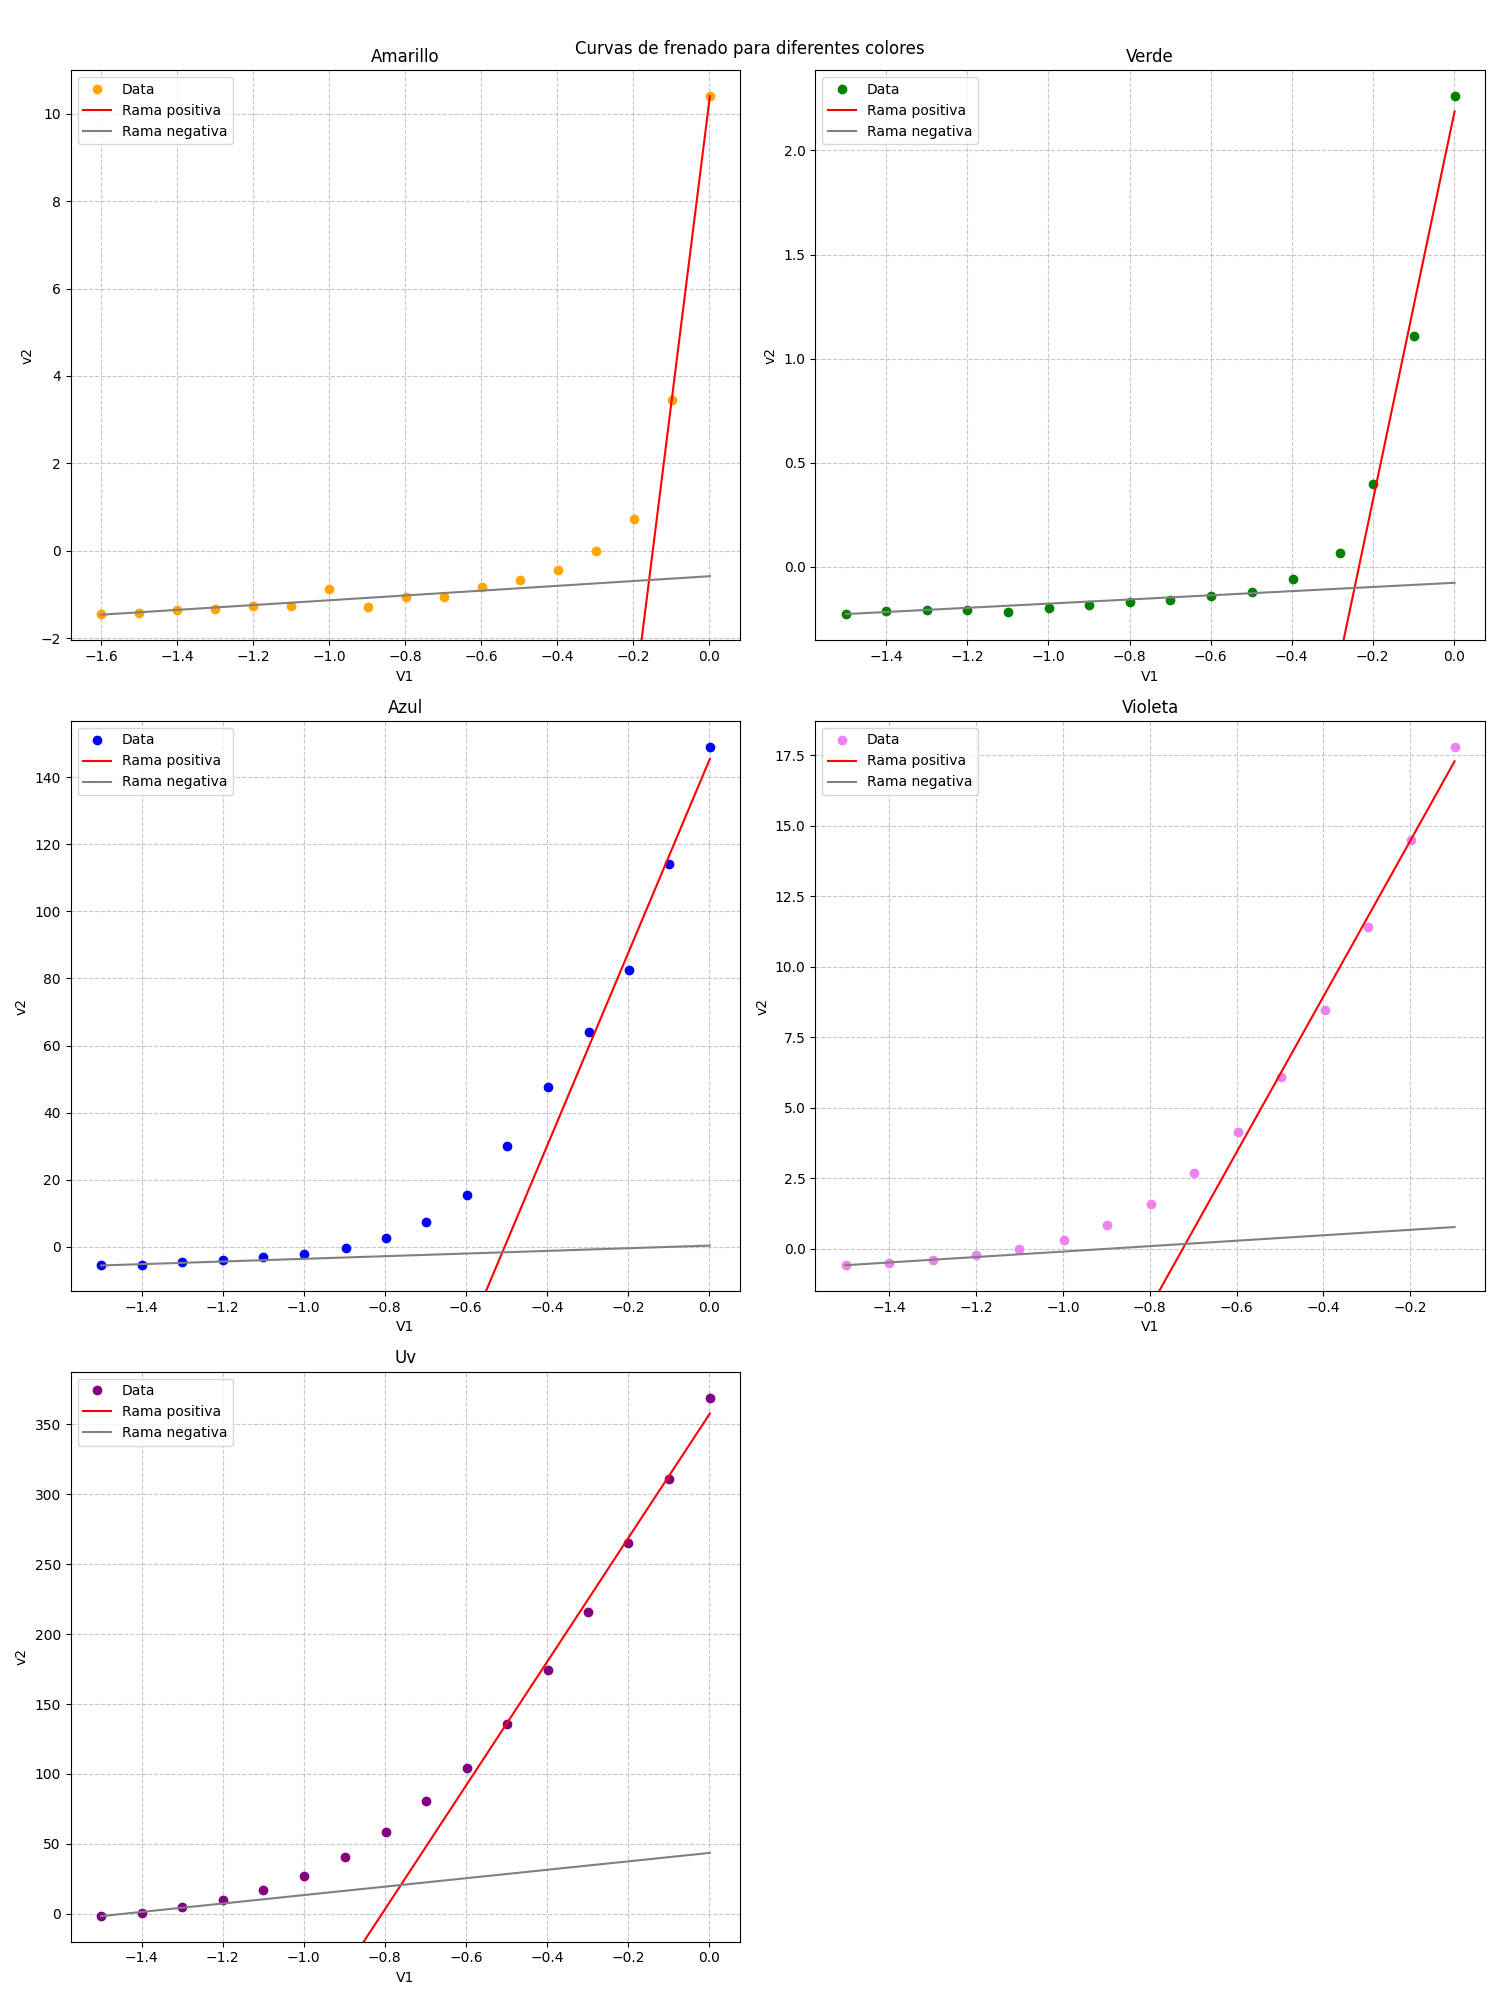 Curvas de frenado para diferentes colores
Amarillo
Data
Rama positiva
Rama negativa
10
8
6
4
2
0
−2
v2
−1.6 −1.4 −1.2 −1.0 −0.8 −0.6 −0.4 −0.2 0.0
V1
Verde
Data
Rama positiva
Rama negativa
2.0
1.5
1.0
0.5
0.0
v2
−1.4 −1.2 −1.0 −0.8 −0.6 −0.4 −0.2 0.0
V1
Azul
Data
Rama positiva
Rama negativa
140
120
100
80
60
40
20
0
v2
−1.4 −1.2 −1.0 −0.8 −0.6 −0.4 −0.2 0.0
V1
Violeta
Data
Rama positiva
Rama negativa
17.5
15.0
12.5
10.0
7.5
5.0
2.5
0.0
v2
−1.4 −1.2 −1.0 −0.8 −0.6 −0.4 −0.2
V1
Uv
Data
Rama positiva
Rama negativa
350
300
250
200
150
100
50
0
v2
−1.4 −1.2 −1.0 −0.8 −0.6 −0.4 −0.2 0.0
V1